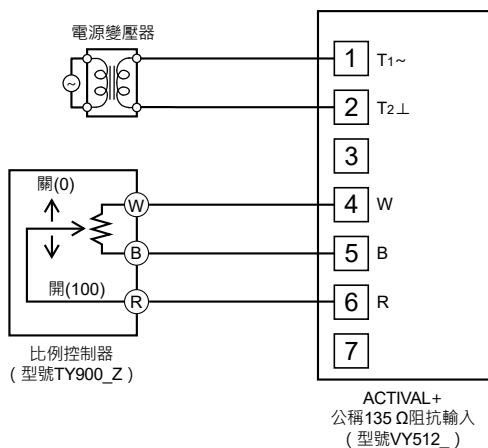 電源變壓器
~
1 T1~
2 T2⊥
3
關(0)
W
4 W
B
5 B
開(100)
R
6 R
7
比例控制器
(型號TY900_Z)
ACTIVAL+
公稱135 Ω阻抗輸入
(型號VY512_)